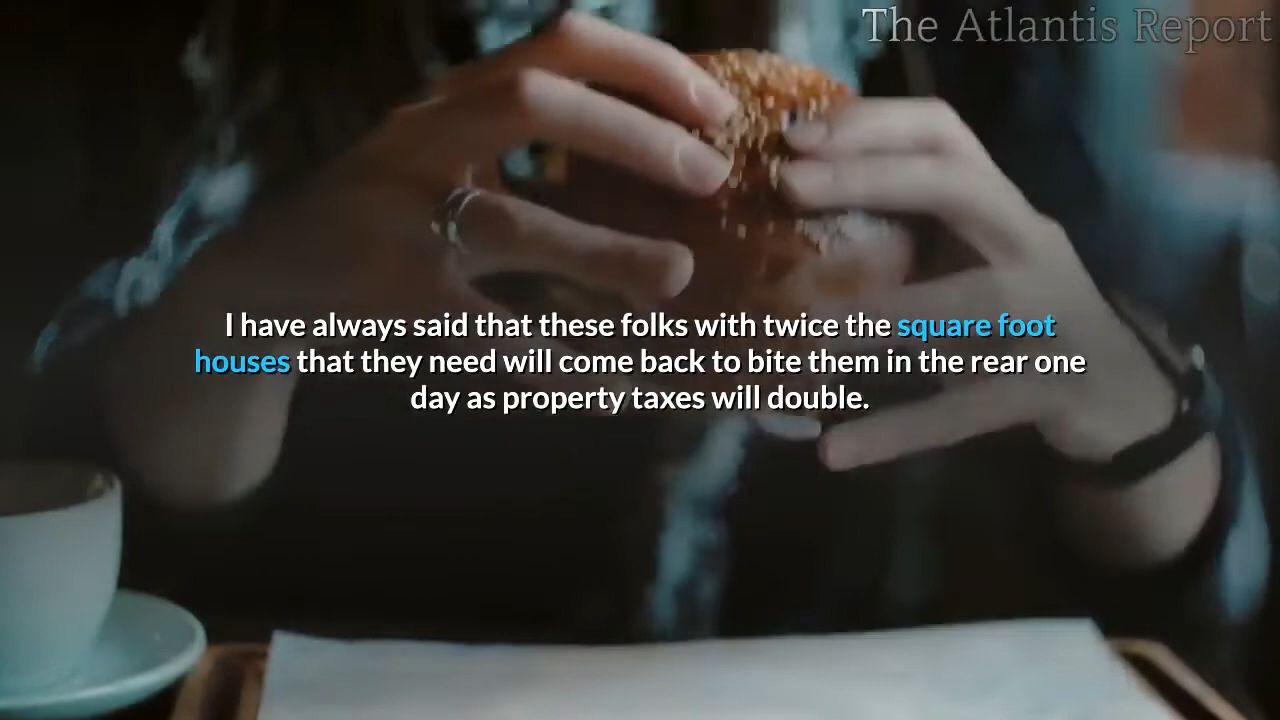 The Atlantis Report
I have always said that these folks with twice the square foot
houses that they need will come back to bite them in the rear one
day as property taxes will double.